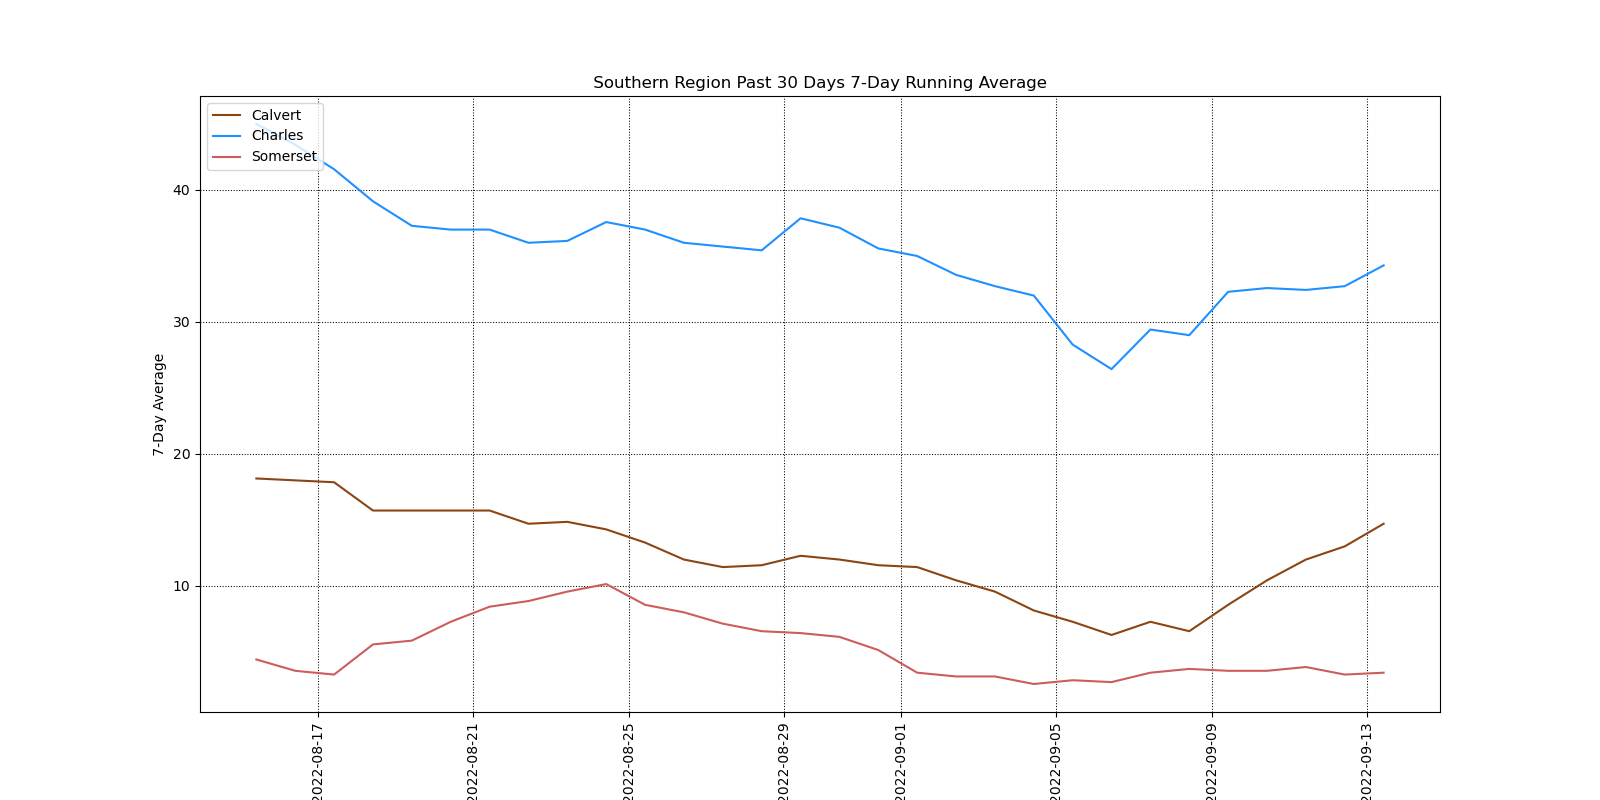 Southern Region Past 30 Days 7-Day Running Average
Calvert
Charles
Somerset
40
30
20
10
7-Day Average
2022-08-17
2022-08-21
2022-08-25
2022-08-29
2022-09-01
2022-09-05
2022-09-09
2022-09-13